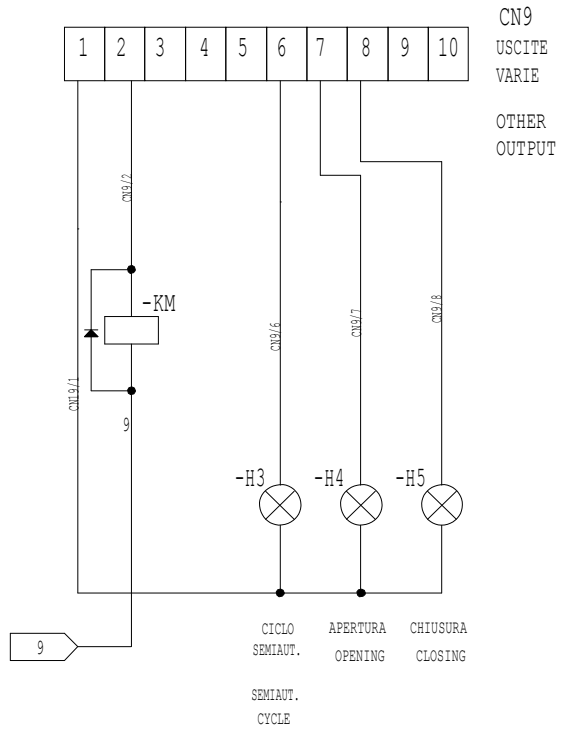 CN9
1 2 3 4 5 6 7 8 9 10
USCITE
VARIE
OTHER
OUTPUT
CN9/2
-KM
CN19/1
9
CN9/6
CN9/7
CN9/8
-H3
-H4
-H5
9
CICLO
SEMIAUT.
SEMIAUT.
CYCLE
APERTURA
OPENING
CHIUSURA
CLOSING